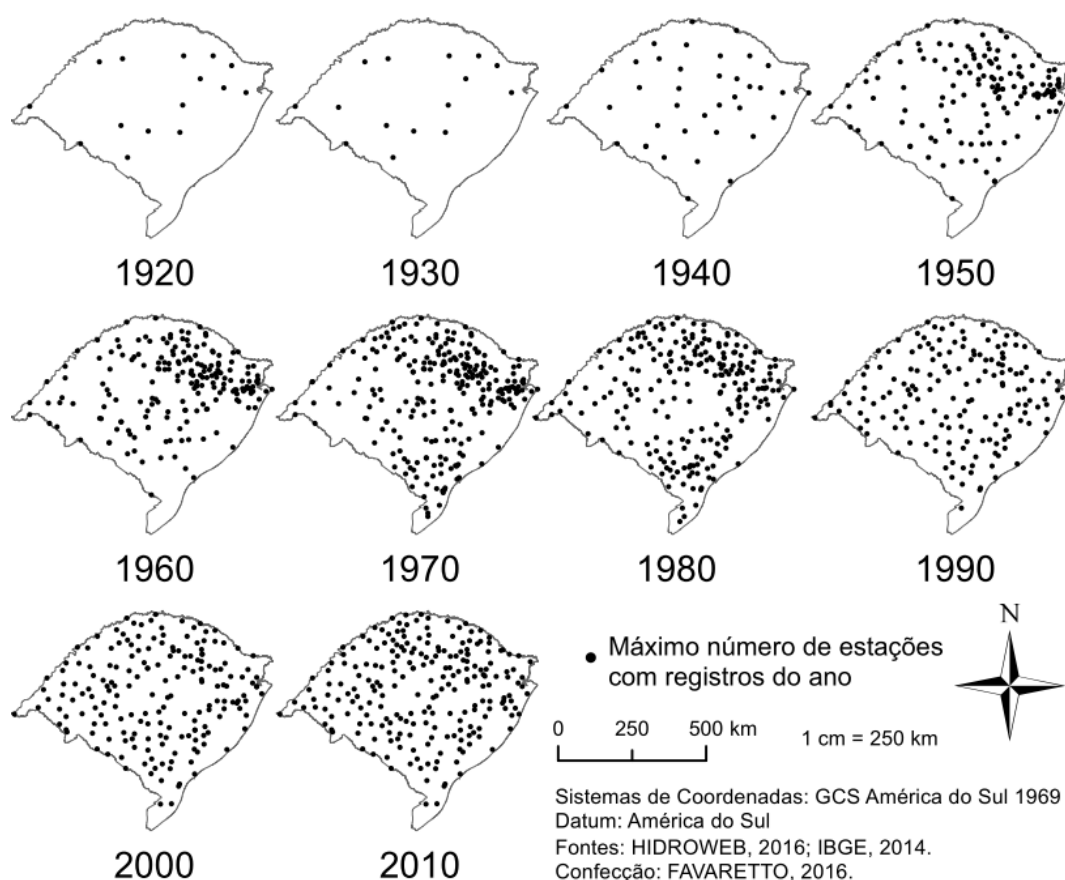 1920
1930
1940
1950
1960
1970
1980
1990
2000
2010
Máximo número de estações
com registros do ano
N
0 250 500 km
1 cm = 250 km
Sistemas de Coordenadas: GCS América do Sul 1969
Datum: América do Sul
Fontes: HIDROWEB, 2016; IBGE, 2014.
Confecção: FAVARETTO, 2016.